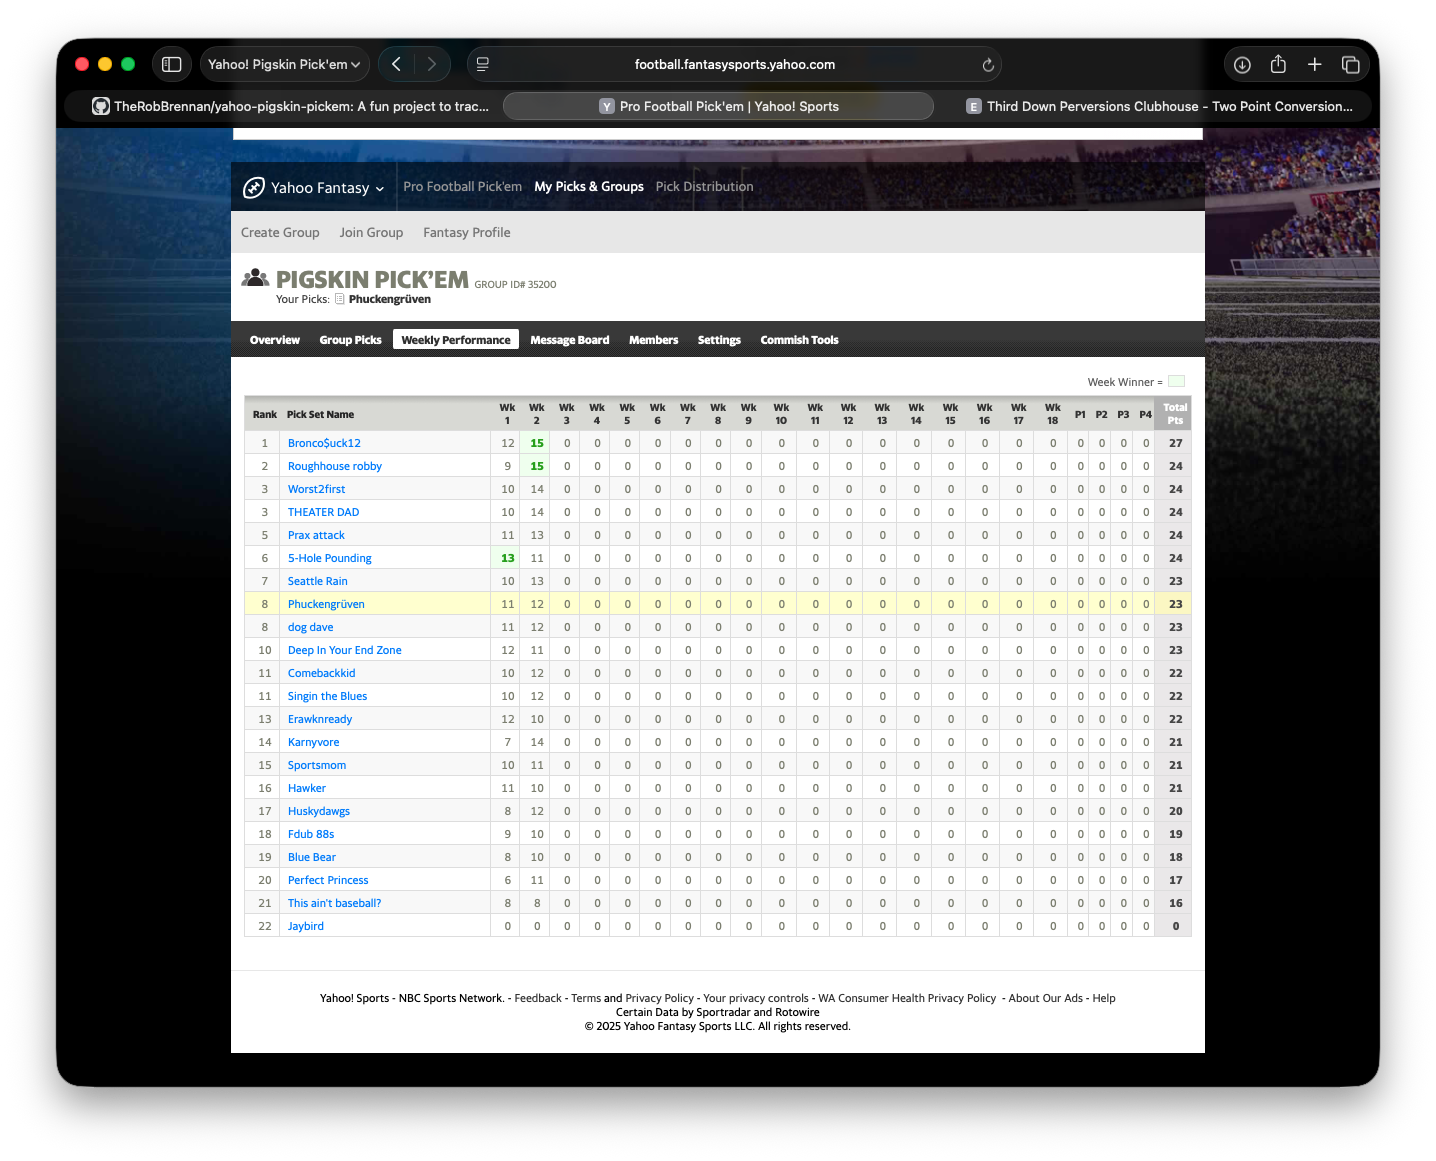 Yahoo! Pigskin Pick'em
football.fantasysports.yahoo.com
TheRobBrennan/yahoo-pigskin-pickem: A fun project to trac...
Y Pro Football Pick'em | Yahoo! Sports
E Third Down Perversions Clubhouse - Two Point Conversion...
Yahoo Fantasy Pro Football Pick'em My Picks & Groups Pick Distribution
Create Group Join Group Fantasy Profile
PIGSKIN PICK'EM GROUP ID# 35200
Your Picks: Phuckengrüven
Overview Group Picks Weekly Performance Message Board Members Settings Commish Tools
Week Winner =
Rank Pick Set Name Wk 1 Wk 2 Wk 3 Wk 4 Wk 5 Wk 6 Wk 7 Wk 8 Wk 9 Wk 10 Wk 11 Wk 12 Wk 13 Wk 14 Wk 15 Wk 16 Wk 17 Wk 18 P1 P2 P3 P4 Total Pts
1 Bronco$uck12 12 15 0 0 0 0 0 0 0 0 0 0 0 0 0 0 0 0 0 0 0 0 27
2 Roughhouse robby 9 15 0 0 0 0 0 0 0 0 0 0 0 0 0 0 0 0 0 0 0 0 24
3 Worst2first 10 14 0 0 0 0 0 0 0 0 0 0 0 0 0 0 0 0 0 0 0 0 24
3 THEATER DAD 10 14 0 0 0 0 0 0 0 0 0 0 0 0 0 0 0 0 0 0 0 0 24
5 Prax attack 11 13 0 0 0 0 0 0 0 0 0 0 0 0 0 0 0 0 0 0 0 0 24
6 5-Hole Pounding 13 11 0 0 0 0 0 0 0 0 0 0 0 0 0 0 0 0 0 0 0 0 24
7 Seattle Rain 10 13 0 0 0 0 0 0 0 0 0 0 0 0 0 0 0 0 0 0 0 0 23
8 Phuckengrüven 11 12 0 0 0 0 0 0 0 0 0 0 0 0 0 0 0 0 0 0 0 0 23
8 dog dave 11 12 0 0 0 0 0 0 0 0 0 0 0 0 0 0 0 0 0 0 0 0 23
10 Deep In Your End Zone 12 11 0 0 0 0 0 0 0 0 0 0 0 0 0 0 0 0 0 0 0 0 23
11 Comebackkid 10 12 0 0 0 0 0 0 0 0 0 0 0 0 0 0 0 0 0 0 0 0 22
11 Singin the Blues 10 12 0 0 0 0 0 0 0 0 0 0 0 0 0 0 0 0 0 0 0 0 22
13 Erawknready 12 10 0 0 0 0 0 0 0 0 0 0 0 0 0 0 0 0 0 0 0 0 22
14 Karnyvore 7 14 0 0 0 0 0 0 0 0 0 0 0 0 0 0 0 0 0 0 0 0 21
15 Sportsmom 10 11 0 0 0 0 0 0 0 0 0 0 0 0 0 0 0 0 0 0 0 0 21
16 Hawker 11 10 0 0 0 0 0 0 0 0 0 0 0 0 0 0 0 0 0 0 0 0 21
17 Huskydawgs 8 12 0 0 0 0 0 0 0 0 0 0 0 0 0 0 0 0 0 0 0 0 20
18 Fdub 88s 9 10 0 0 0 0 0 0 0 0 0 0 0 0 0 0 0 0 0 0 0 0 19
19 Blue Bear 8 10 0 0 0 0 0 0 0 0 0 0 0 0 0 0 0 0 0 0 0 0 18
20 Perfect Princess 6 11 0 0 0 0 0 0 0 0 0 0 0 0 0 0 0 0 0 0 0 0 17
21 This ain't baseball? 8 8 0 0 0 0 0 0 0 0 0 0 0 0 0 0 0 0 0 0 0 0 16
22 Jaybird 0 0 0 0 0 0 0 0 0 0 0 0 0 0 0 0 0 0 0 0 0 0 0
Yahoo! Sports - NBC Sports Network. - Feedback - Terms and Privacy Policy - Your privacy controls - WA Consumer Health Privacy Policy - About Our Ads - Help
Certain Data by Sportradar and Rotowire
© 2025 Yahoo Fantasy Sports LLC. All rights reserved.